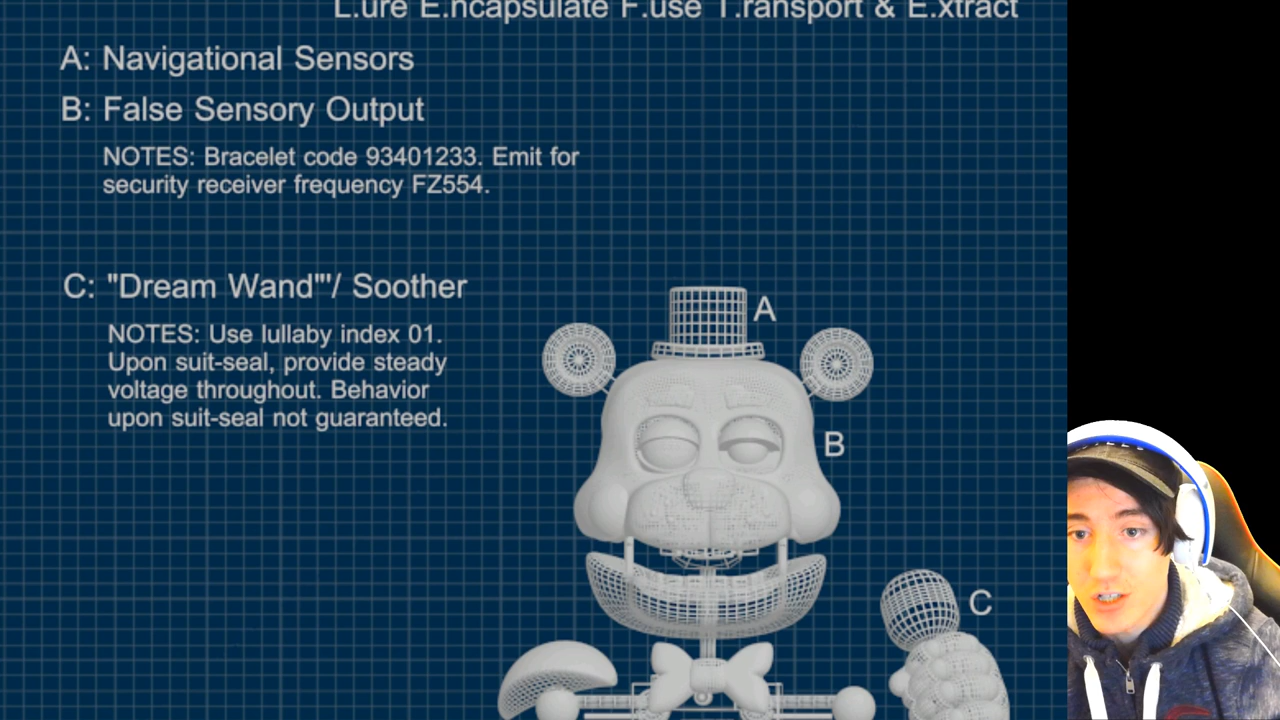 L.ure E.ncapsulate F.use T.ransport & E.xtract
A: Navigational Sensors
B: False Sensory Output
NOTES: Bracelet code 93401233. Emit for
security receiver frequency FZ554.
C: "Dream Wand"'/ Soother
NOTES: Use lullaby index 01.
Upon suit-seal, provide steady
voltage throughout. Behavior
upon suit-seal not guaranteed.
A
B
C